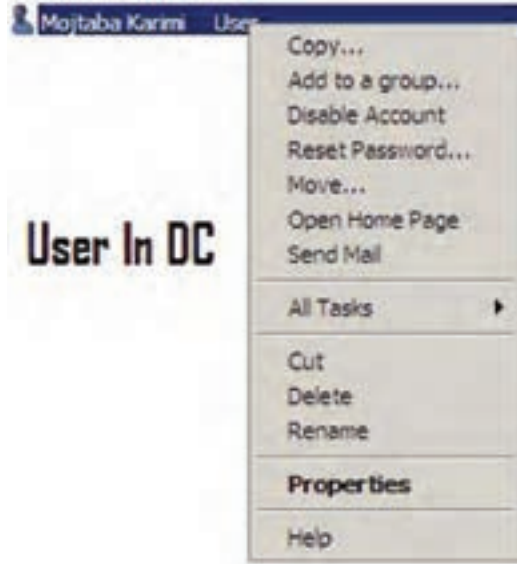 Mojtaba Karimi User
Copy...
Add to a group...
Disable Account
Reset Password...
Move...
Open Home Page
Send Mail
User In DC
All Tasks
Cut
Delete
Rename
Properties
Help